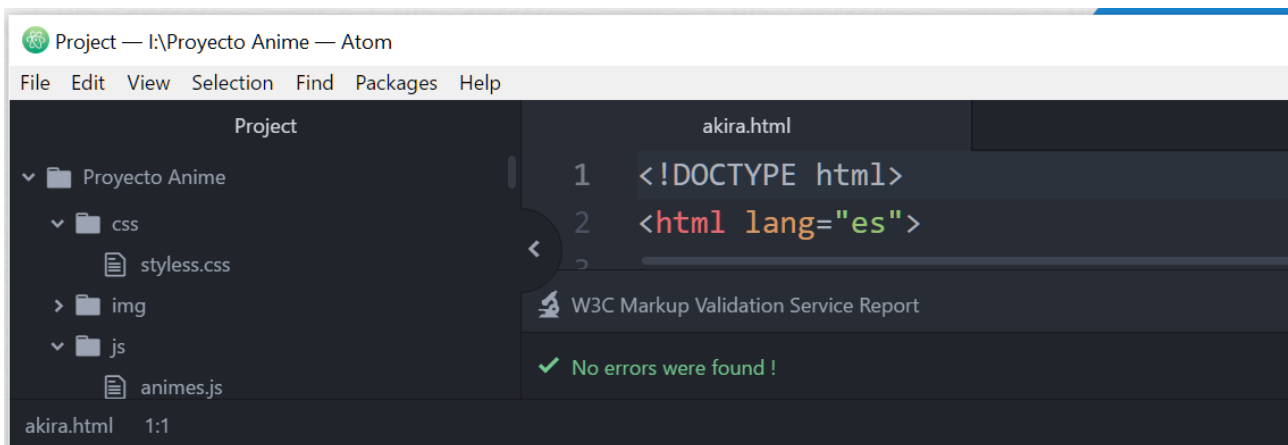 Project — I:\Proyecto Anime — Atom
File Edit View Selection Find Packages Help
Project
Proyecto Anime
css
styless.css
img
js
animes.js
akira.html
1 <!DOCTYPE html>
2 <html lang="es">
3
W3C Markup Validation Service Report
No errors were found !
akira.html 1:1